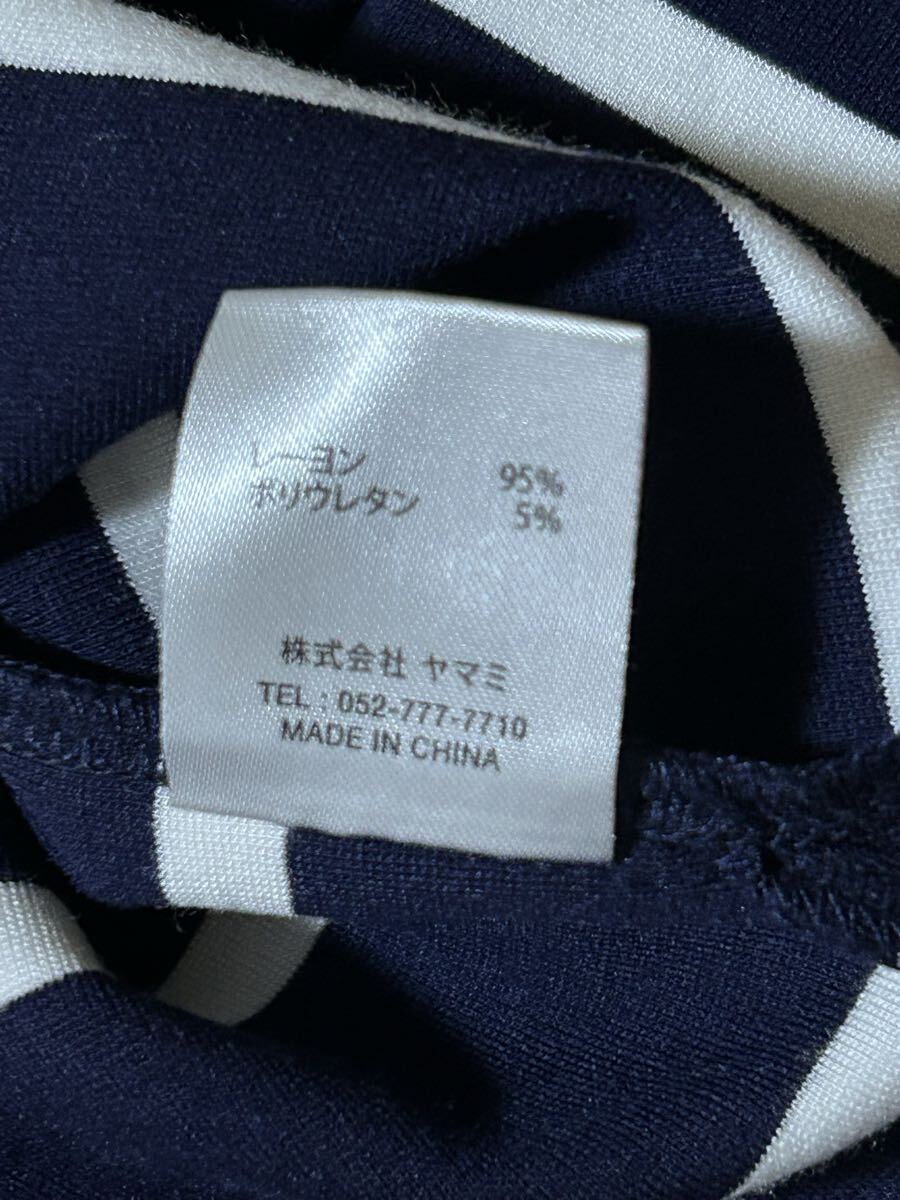 レーヨン 95%
ポリウレタン 5%
株式会社 ヤマミ
TEL : 052-777-7710
MADE IN CHINA